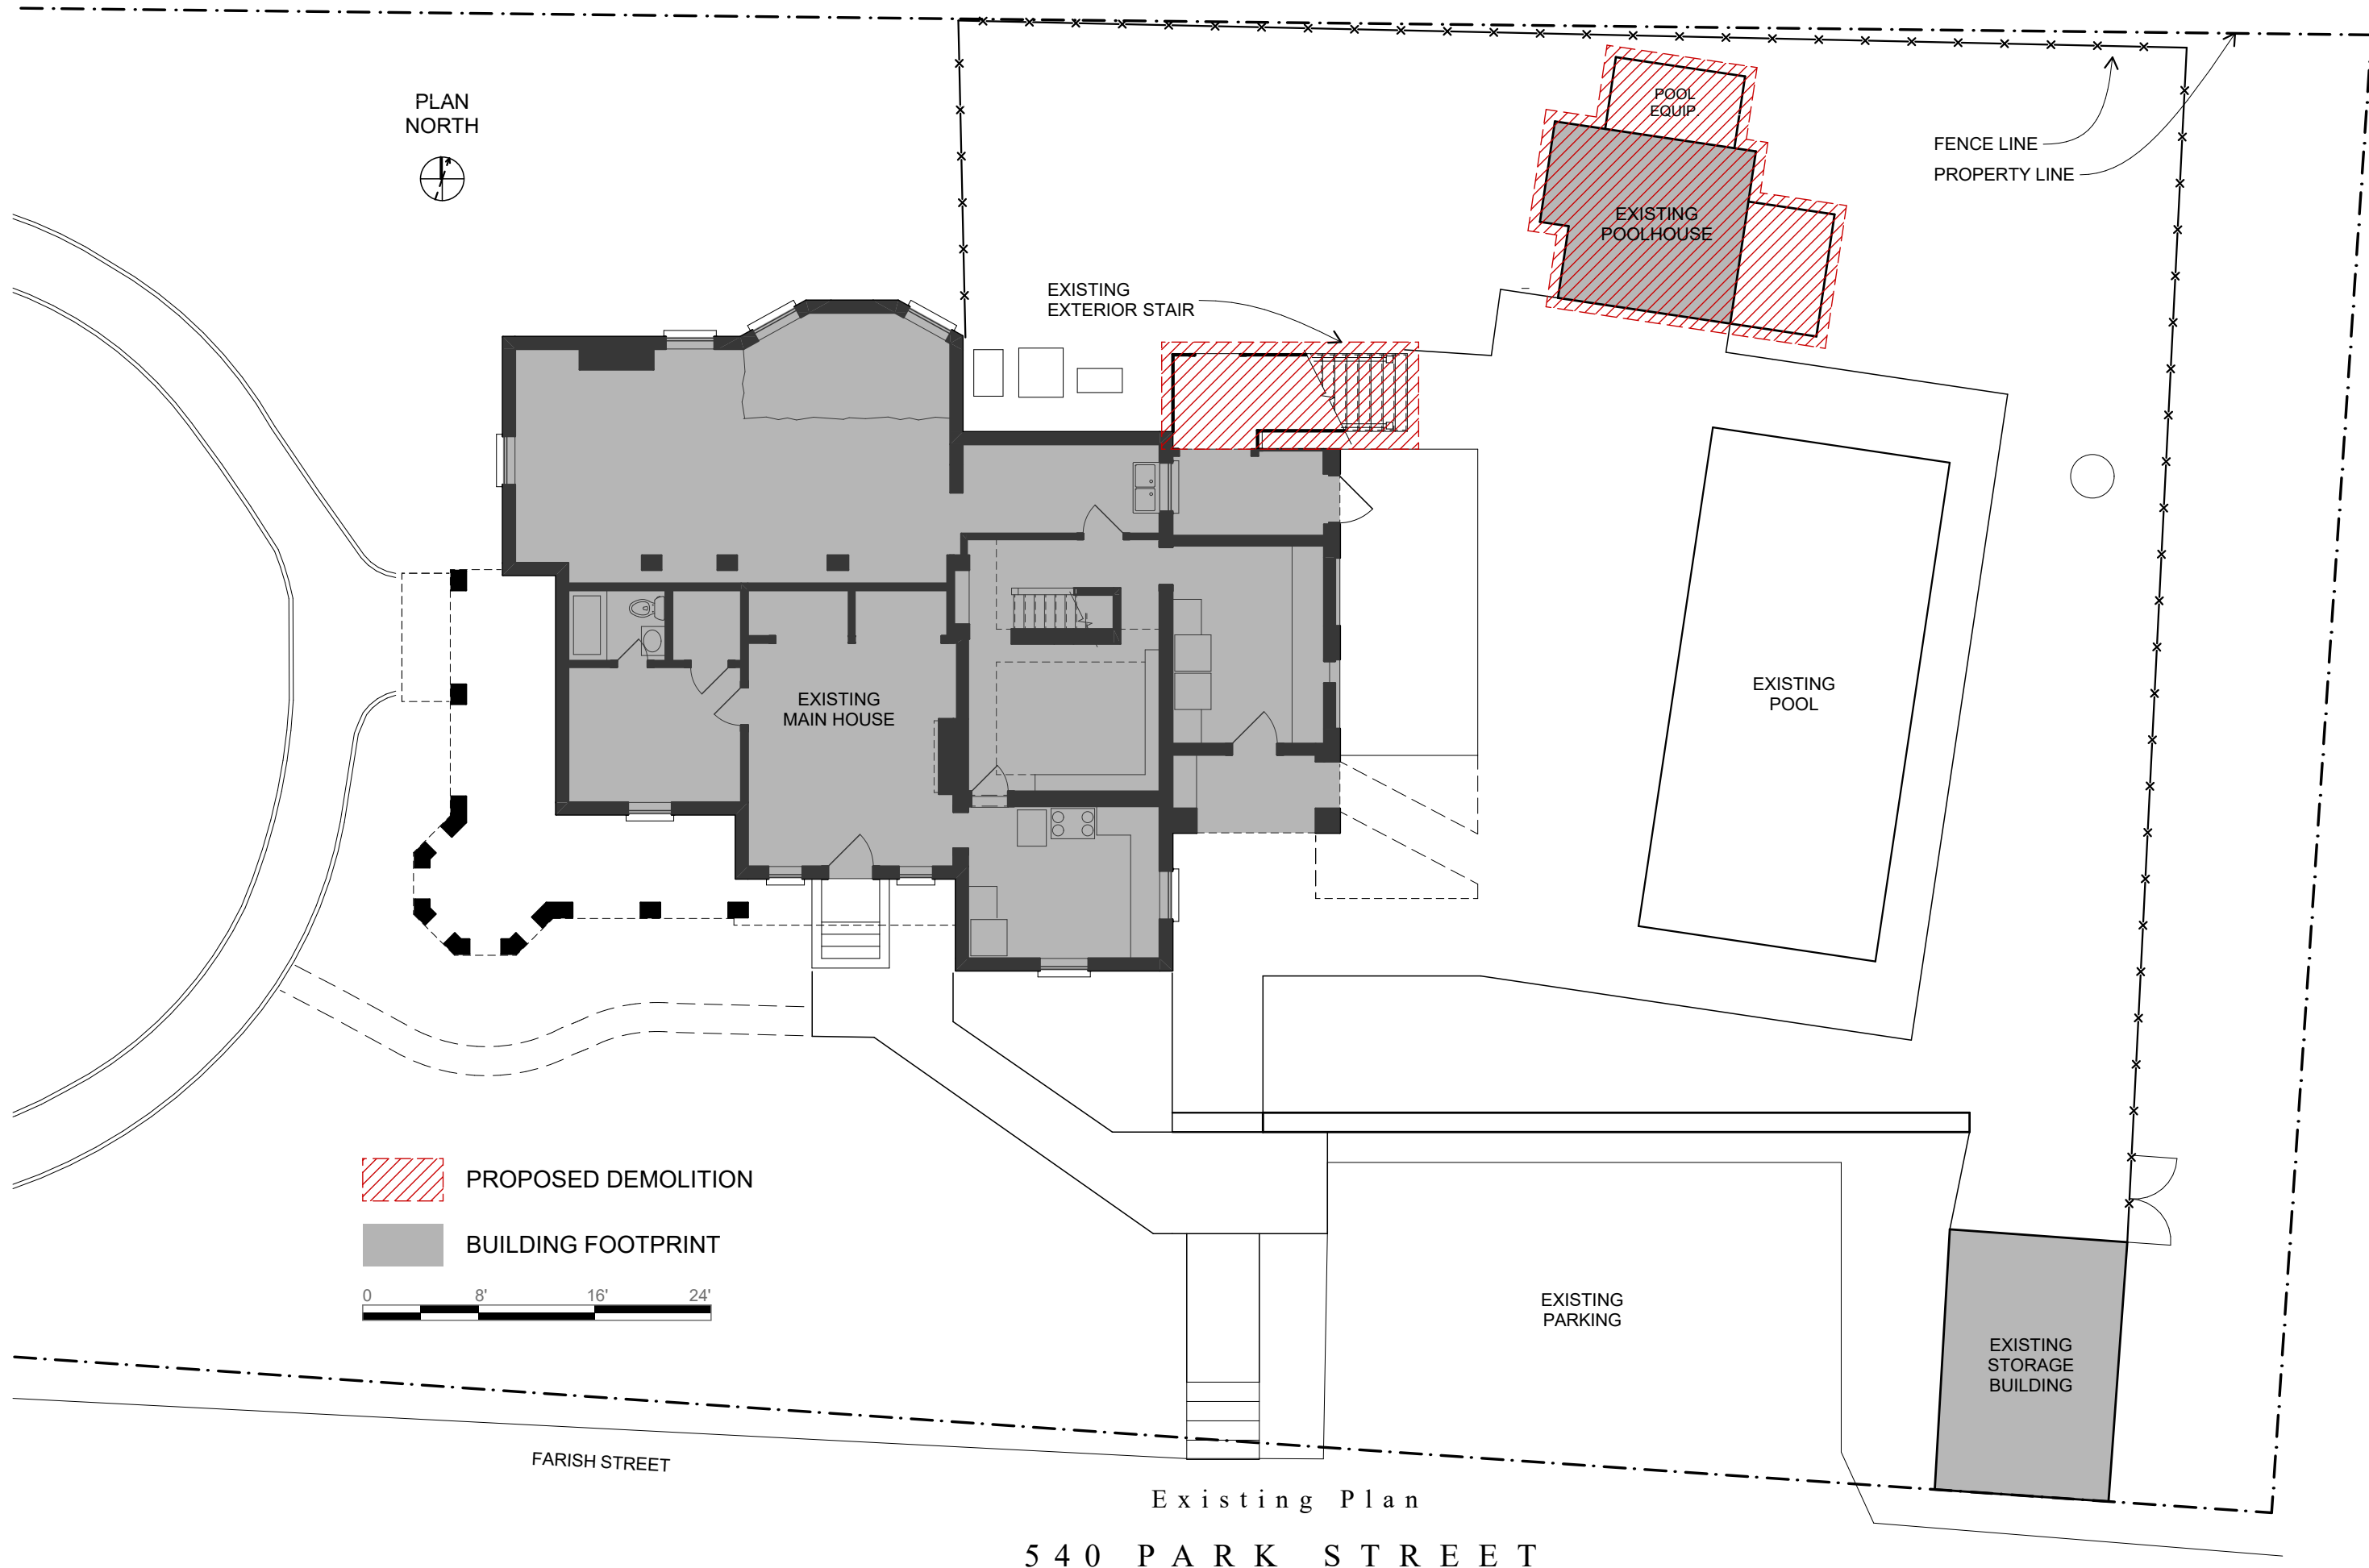 PLAN
NORTH
POOL
EQUIP.
FENCE LINE
PROPERTY LINE
EXISTING
POOLHOUSE
EXISTING
EXTERIOR STAIR
EXISTING
MAIN HOUSE
EXISTING
POOL
PROPOSED DEMOLITION
BUILDING FOOTPRINT
0 8' 16' 24'
EXISTING
PARKING
EXISTING
STORAGE
BUILDING
FARISH STREET
Existing Plan
540 PARK STREET